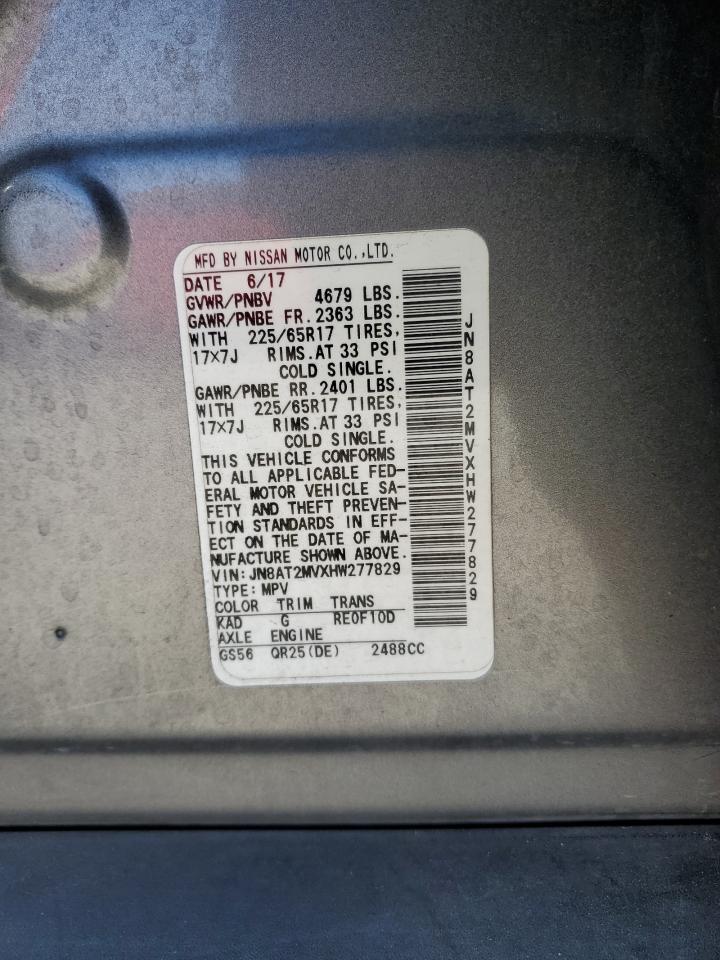 MFD BY NISSAN MOTOR CO.,LTD.
DATE 6/17
GVWR/PNBV 4679 LBS.
GAWR/PNBE FR. 2363 LBS.
WITH 225/65R17 TIRES,
17×7J RIMS.AT 33 PSI
COLD SINGLE.
GAWR/PNBE RR. 2401 LBS.
WITH 225/65R17 TIRES,
17×7J RIMS.AT 33 PSI
COLD SINGLE.
THIS VEHICLE CONFORMS
TO ALL APPLICABLE FED-
ERAL MOTOR VEHICLE SA-
FETY AND THEFT PREVEN-
TION STANDARDS IN EFF-
ECT ON THE DATE OF MA-
NUFACTURE SHOWN ABOVE.
VIN:JN8AT2MVXHW277829
TYPE:MPV
COLOR TRIM TRANS
KAD G RE0F10D
AXLE ENGINE
GS56 QR25(DE) 2488CC
JN8AT2MVXHW277829